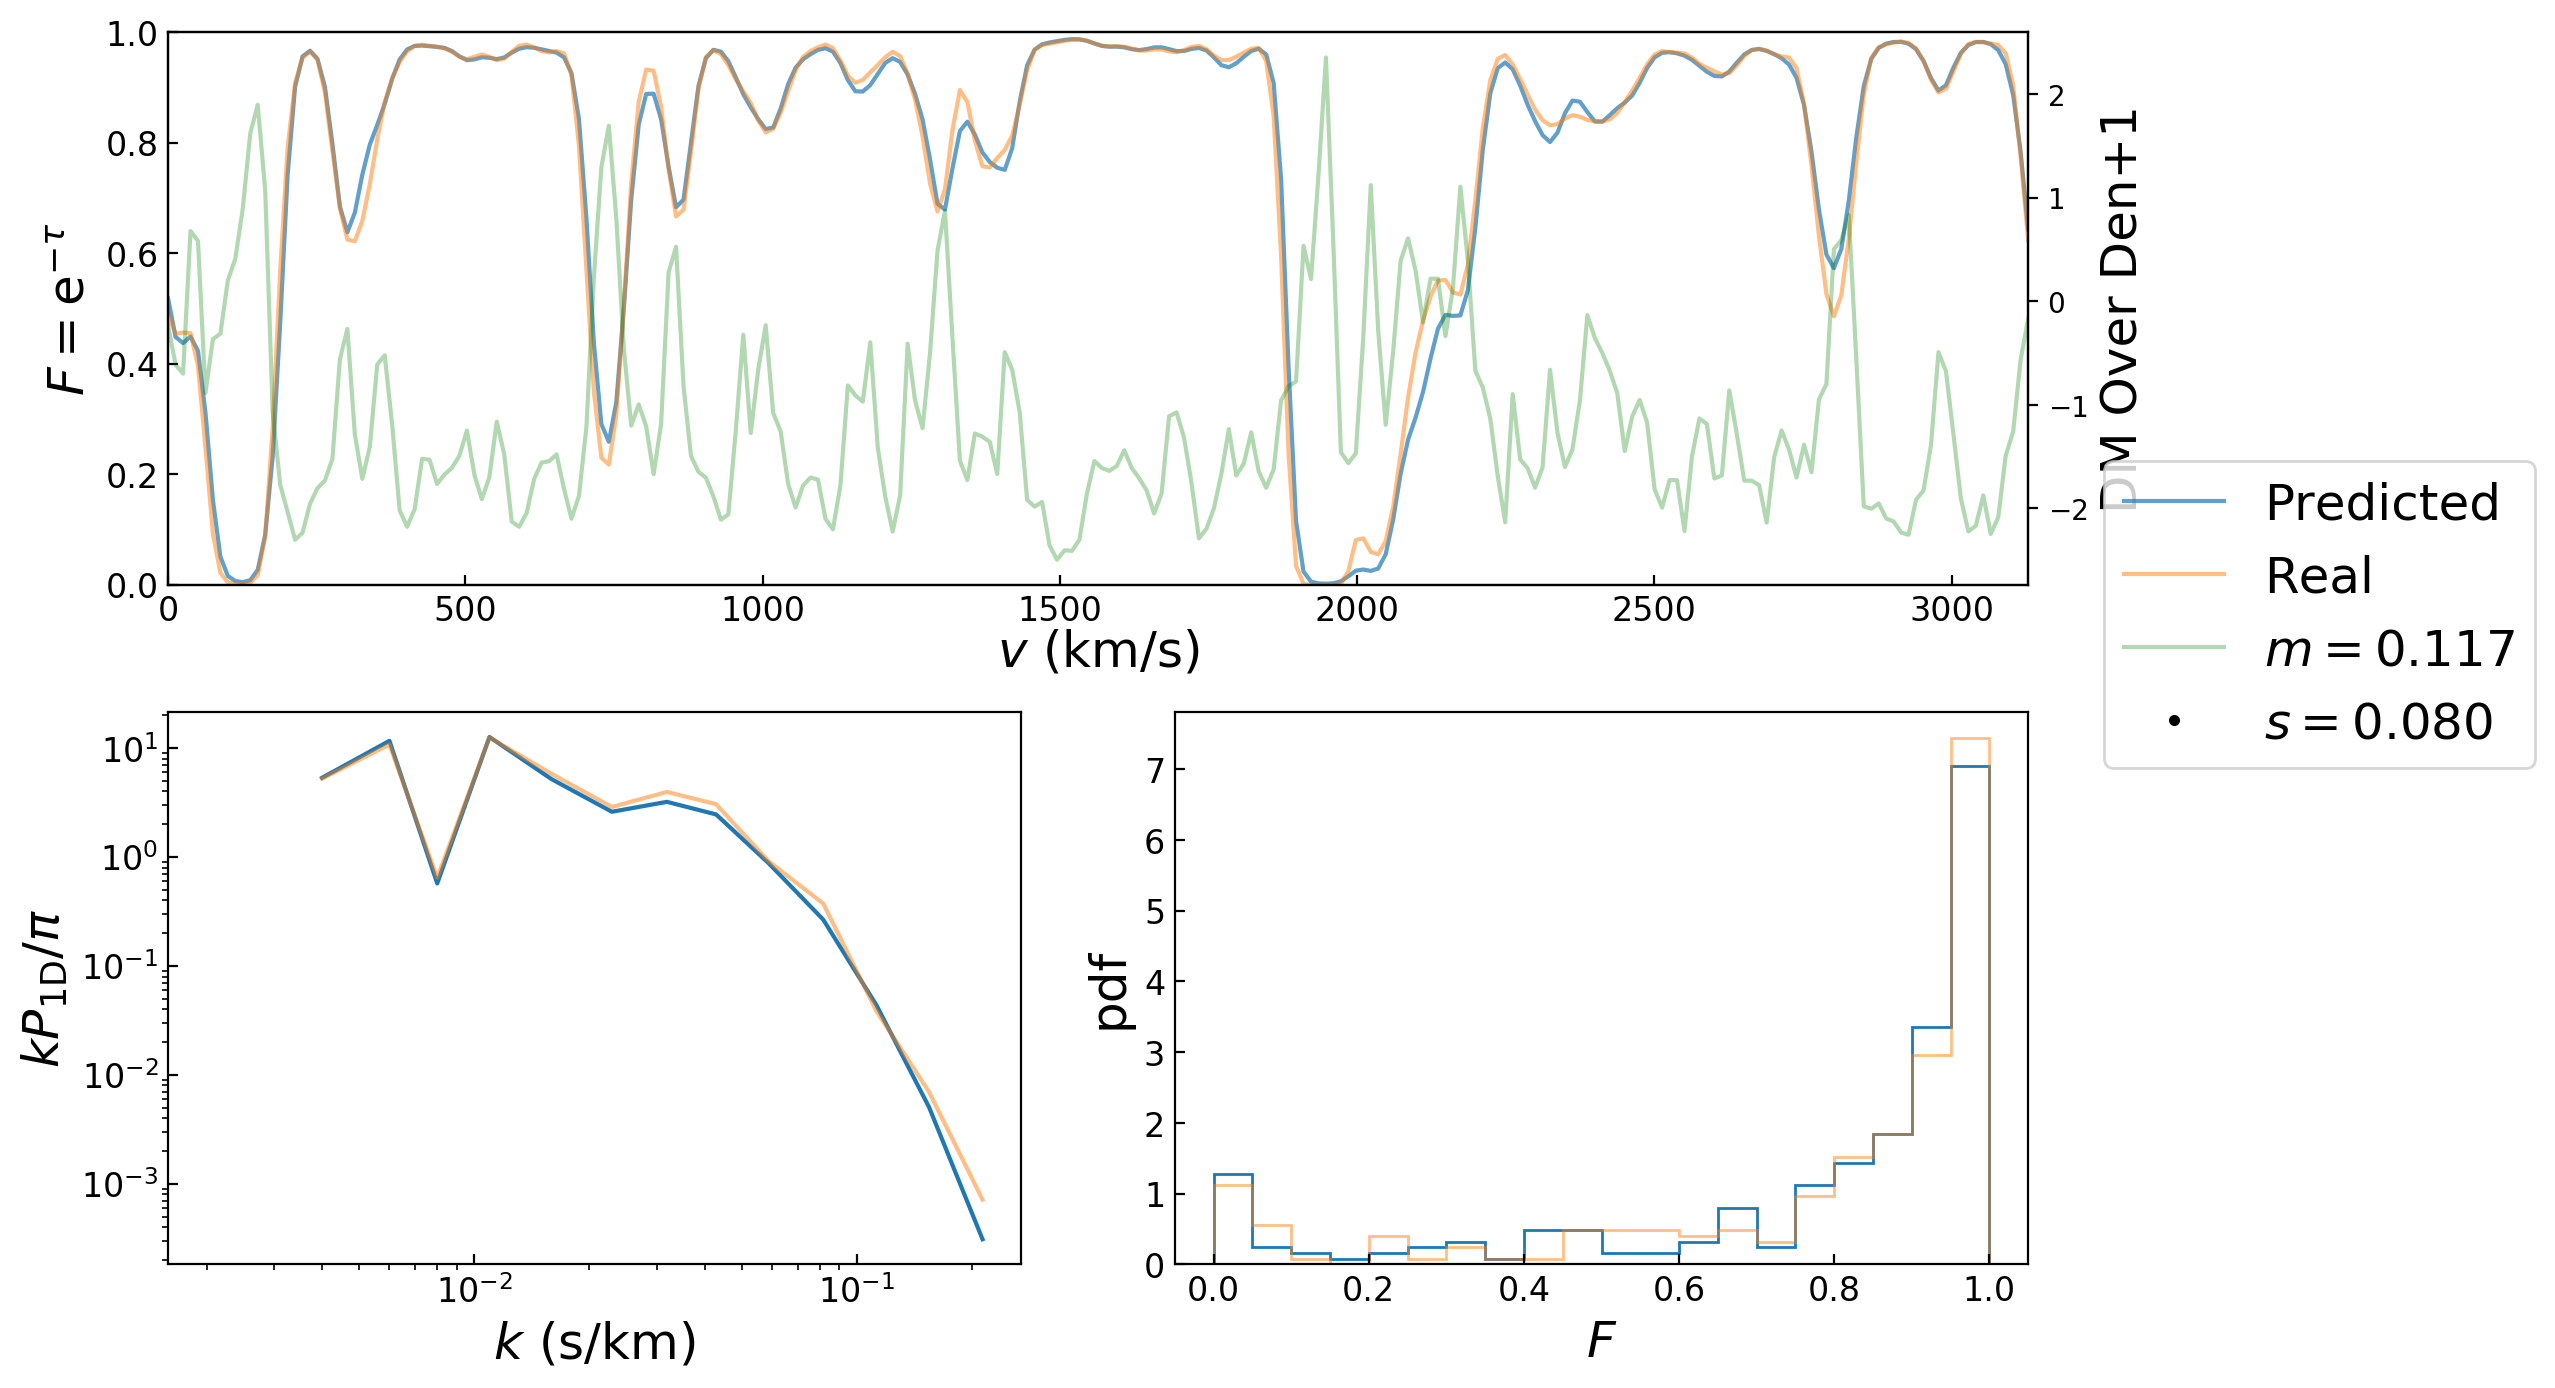 1.0
0.8
0.6
0.4
0.2
0.0
F = e^{−τ}
0 500 1000 1500 2000 2500 3000
v (km/s)
2
1
0
−1
−2
DM Over Den+1
Predicted
Real
m = 0.117
s = 0.080
10^1
10^0
10^{−1}
10^{−2}
10^{−3}
kP_{1D}/π
10^{−2} 10^{−1}
k (s/km)
7
6
5
4
3
2
1
0
pdf
0.0 0.2 0.4 0.6 0.8 1.0
F